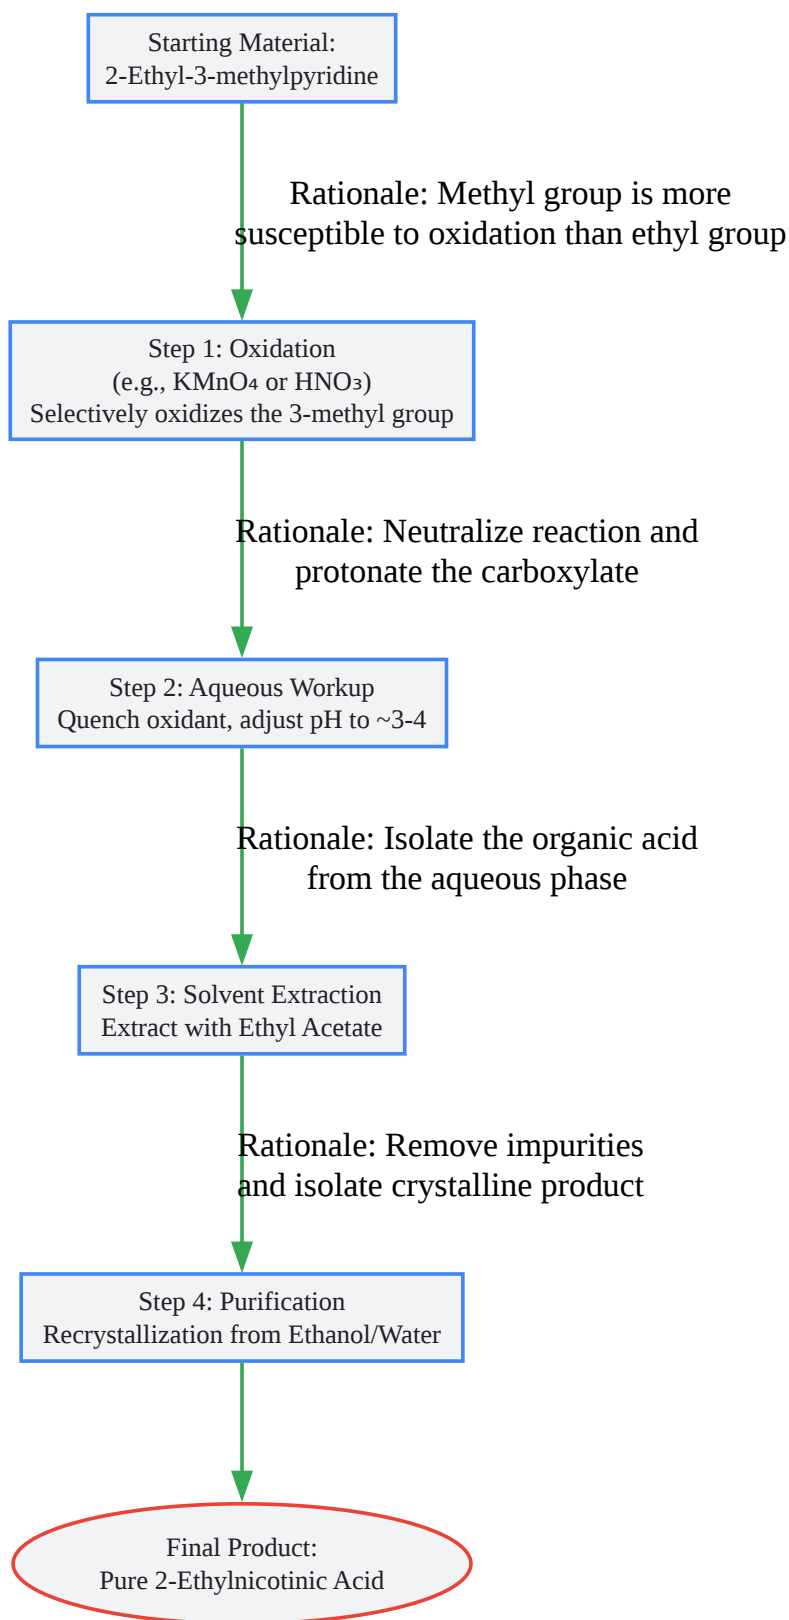 Starting Material:
2-Ethyl-3-methylpyridine
Rationale: Methyl group is more
susceptible to oxidation than ethyl group
Step 1: Oxidation
(e.g., KMnO₄ or HNO₃)
Selectively oxidizes the 3-methyl group
Rationale: Neutralize reaction and
protonate the carboxylate
Step 2: Aqueous Workup
Quench oxidant, adjust pH to ~3-4
Rationale: Isolate the organic acid
from the aqueous phase
Step 3: Solvent Extraction
Extract with Ethyl Acetate
Rationale: Remove impurities
and isolate crystalline product
Step 4: Purification
Recrystallization from Ethanol/Water
Final Product:
Pure 2-Ethylnicotinic Acid